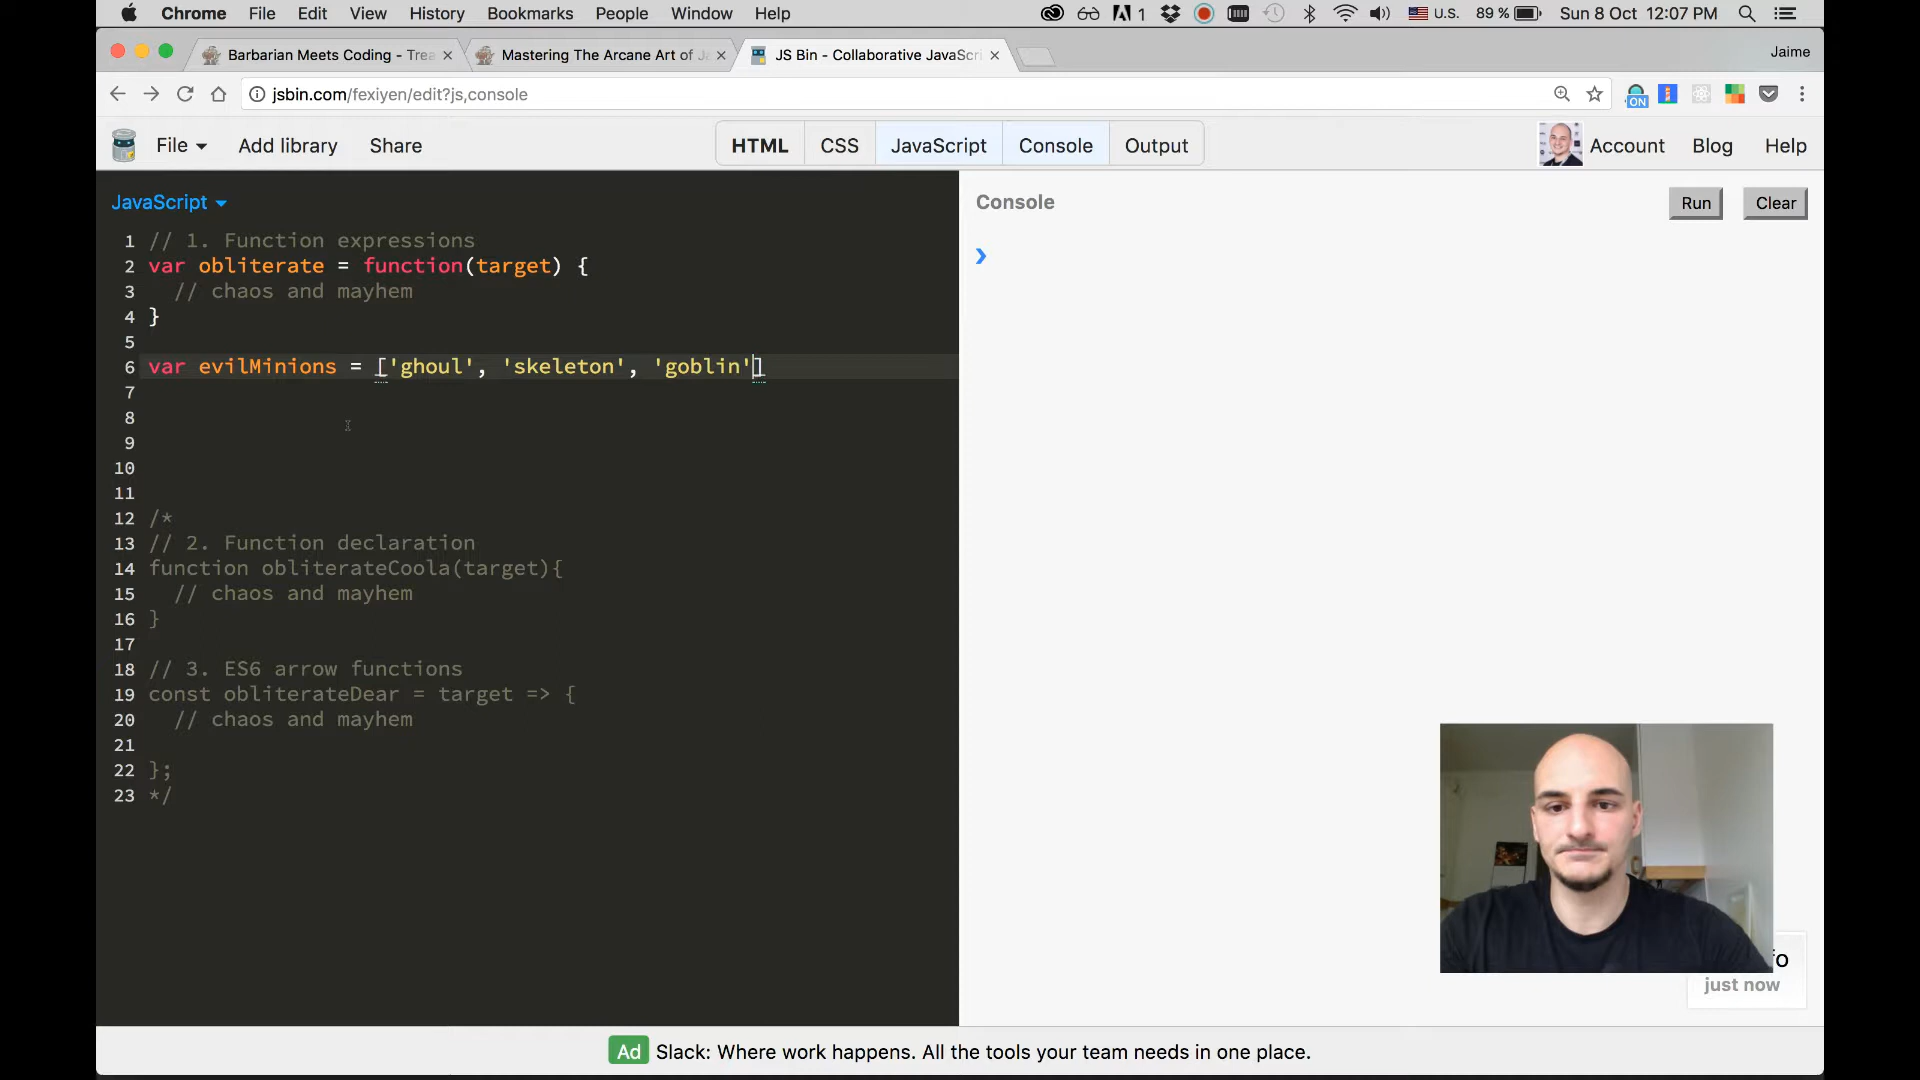 Chrome File Edit View History Bookmarks People Window Help 1 U.S. 89 % Sun 8 Oct 12:07 PM
Barbarian Meets Coding - Trea Mastering The Arcane Art of Ja JS Bin - Collaborative JavaScri Jaime
jsbin.com/fexiyen/edit?js,console ON
File Add library Share HTML CSS JavaScript Console Output Account Blog Help
JavaScript Console Run Clear
1 // 1. Function expressions
2 var obliterate = function(target) {
3 // chaos and mayhem
4 }
5
6 var evilMinions = ['ghoul', 'skeleton', 'goblin']
7
8
9
10
11
12 /*
13 // 2. Function declaration
14 function obliterateCoola(target){
15 // chaos and mayhem
16 }
17
18 // 3. ES6 arrow functions
19 const obliterateDear = target => {
20 // chaos and mayhem
21
22 };
23 */
just now
Ad Slack: Where work happens. All the tools your team needs in one place.